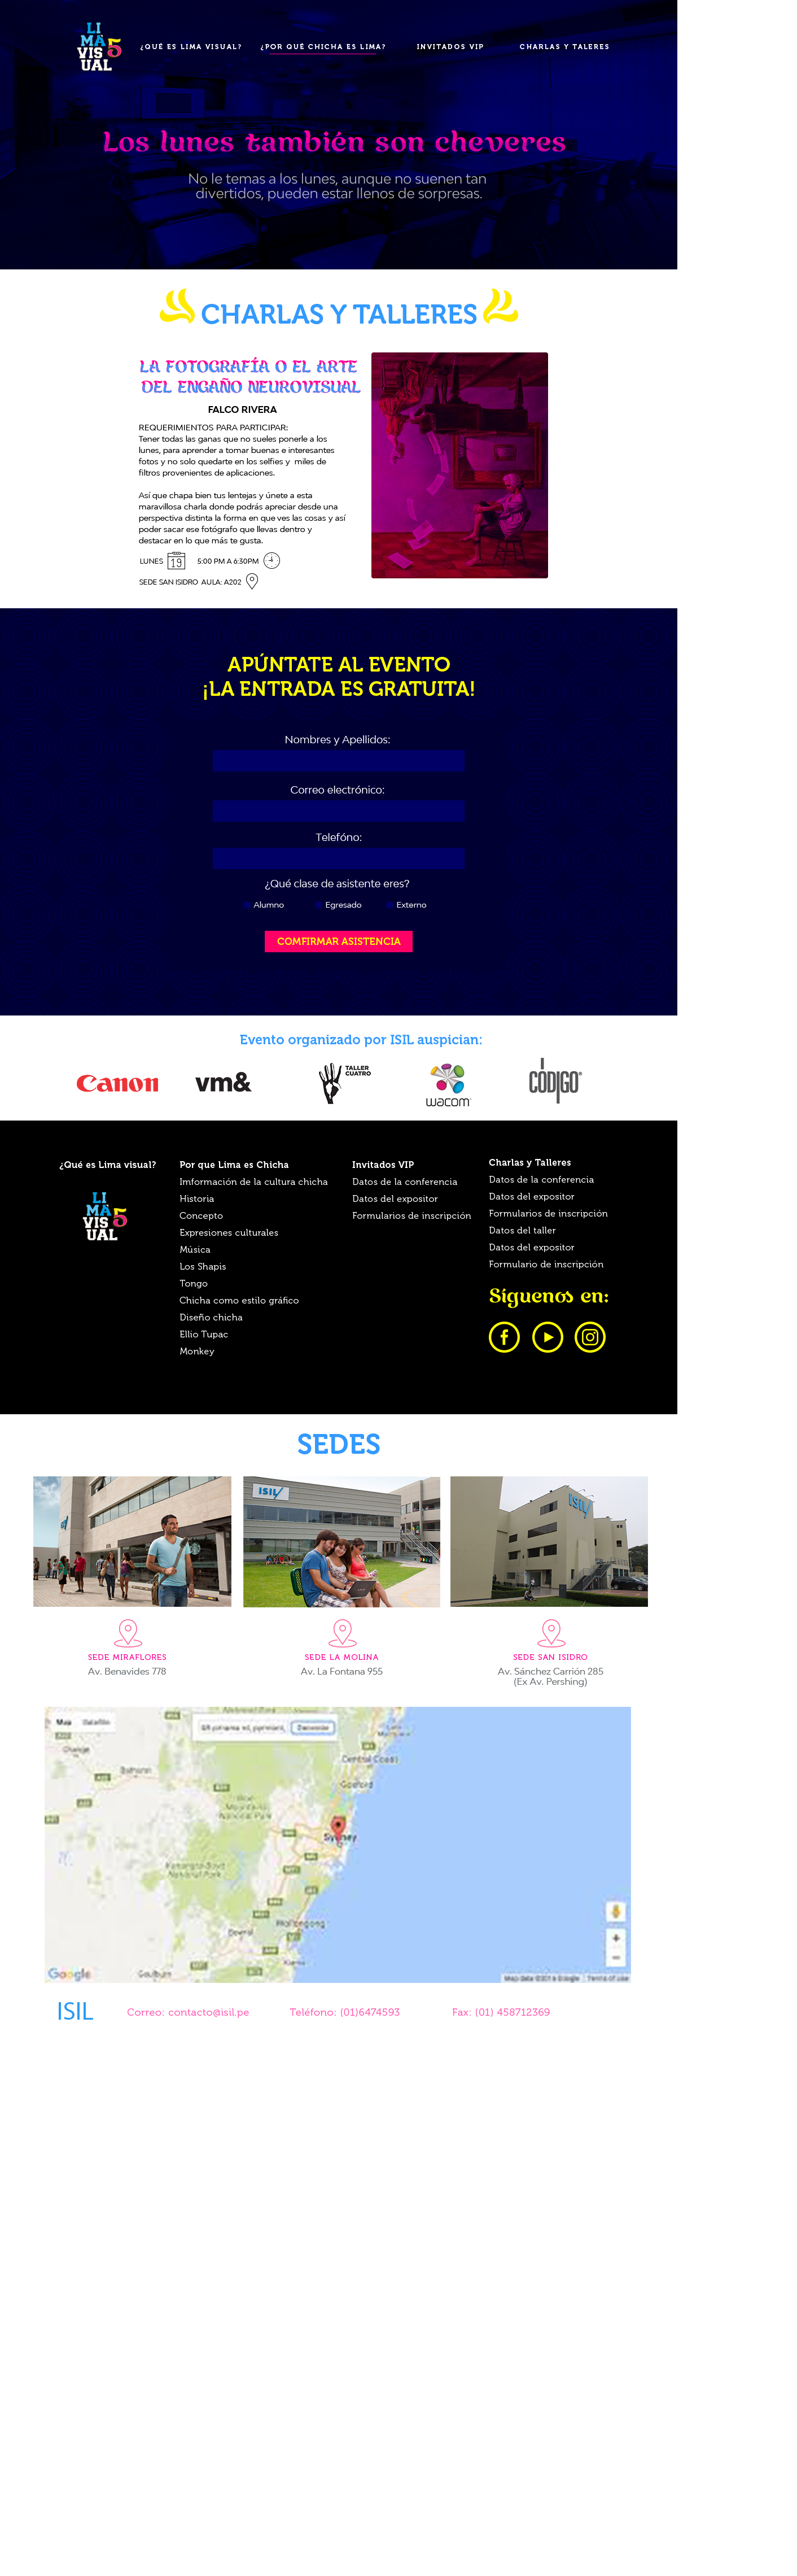 LI
MA
VIS
UAL
5
¿QUÉ ES LIMA VISUAL?
¿POR QUÉ CHICHA ES LIMA?
INVITADOS VIP
CHARLAS Y TALERES
Los lunes también son cheveres
No le temas a los lunes, aunque no suenen tan
divertidos, pueden estar llenos de sorpresas.
CHARLAS Y TALLERES
LA FOTOGRAFÍA O EL ARTE
DEL ENGAÑO NEUROVISUAL
FALCO RIVERA
REQUERIMIENTOS PARA PARTICIPAR:
Tener todas las ganas que no sueles ponerle a los
lunes, para aprender a tomar buenas e interesantes
fotos y no solo quedarte en los selfies y miles de
filtros provenientes de aplicaciones.
Así que chapa bien tus lentejas y únete a esta
maravillosa charla donde podrás apreciar desde una
perspectiva distinta la forma en que ves las cosas y así
poder sacar ese fotógrafo que llevas dentro y
destacar en lo que más te gusta.
LUNES 19 5:00 PM A 6:30PM
SEDE SAN ISIDRO AULA: A202
APÚNTATE AL EVENTO
¡LA ENTRADA ES GRATUITA!
Nombres y Apellidos:
Correo electrónico:
Telefóno:
¿Qué clase de asistente eres?
Alumno
Egresado
Externo
COMFIRMAR ASISTENCIA
Evento organizado por ISIL auspician:
Canon
vm&
TALLER
CUATRO
wacom
CÓDIGO
¿Qué es Lima visual?
LI
MA
VIS
UAL
5
Por que Lima es Chicha
Imformación de la cultura chicha
Historia
Concepto
Expresiones culturales
Música
Los Shapis
Tongo
Chicha como estilo gráfico
Diseño chicha
Ellio Tupac
Monkey
Invitados VIP
Datos de la conferencia
Datos del expositor
Formularios de inscripción
Charlas y Talleres
Datos de la conferencia
Datos del expositor
Formularios de inscripción
Datos del taller
Datos del expositor
Formulario de inscripción
Síguenos en:
SEDES
ISIL
ISIL
SEDE MIRAFLORES
Av. Benavides 778
SEDE LA MOLINA
Av. La Fontana 955
SEDE SAN ISIDRO
Av. Sánchez Carrión 285
(Ex Av. Pershing)
Map
Central Coast
Gosford
Sydney
Wollongong
Bowral
Kiama
Goulburn
Google
Terms of use
ISIL
Correo: contacto@isil.pe
Teléfono: (01)6474593
Fax: (01) 458712369